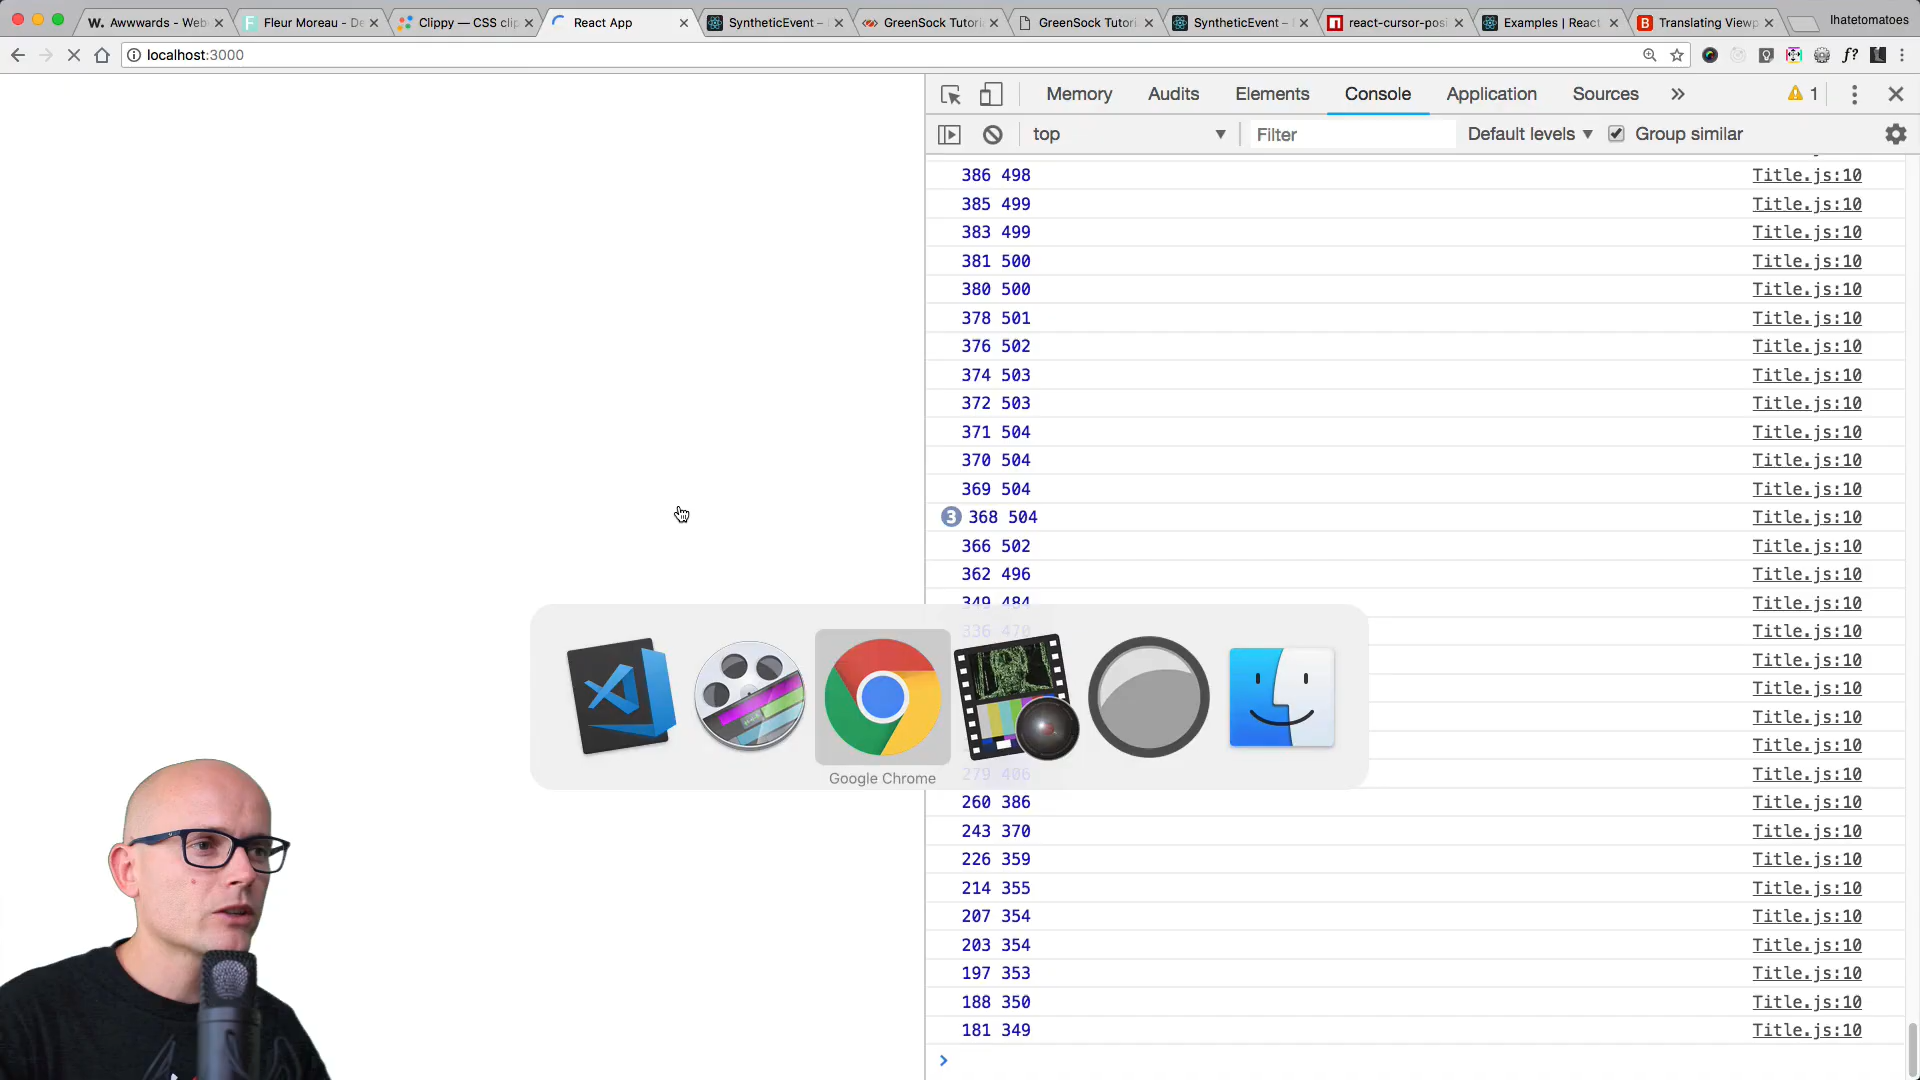 W. Awwwards - Web
Fleur Moreau - De
Clippy — CSS clip
React App
SyntheticEvent –
GreenSock Tutori
GreenSock Tutori
SyntheticEvent –
react-cursor-posi
Examples | React
Translating Viewp
Ihatetomatoes
localhost:3000
f?
Memory Audits Elements Console Application Sources » 1
top Filter Default levels Group similar
386 498 Title.js:10
385 499 Title.js:10
383 499 Title.js:10
381 500 Title.js:10
380 500 Title.js:10
378 501 Title.js:10
376 502 Title.js:10
374 503 Title.js:10
372 503 Title.js:10
371 504 Title.js:10
370 504 Title.js:10
369 504 Title.js:10
3 368 504 Title.js:10
366 502 Title.js:10
362 496 Title.js:10
349 484 Title.js:10
336 470 Title.js:10
Title.js:10
Title.js:10
Title.js:10
Title.js:10
279 406 Title.js:10
Google Chrome
260 386 Title.js:10
243 370 Title.js:10
226 359 Title.js:10
214 355 Title.js:10
207 354 Title.js:10
203 354 Title.js:10
197 353 Title.js:10
188 350 Title.js:10
181 349 Title.js:10